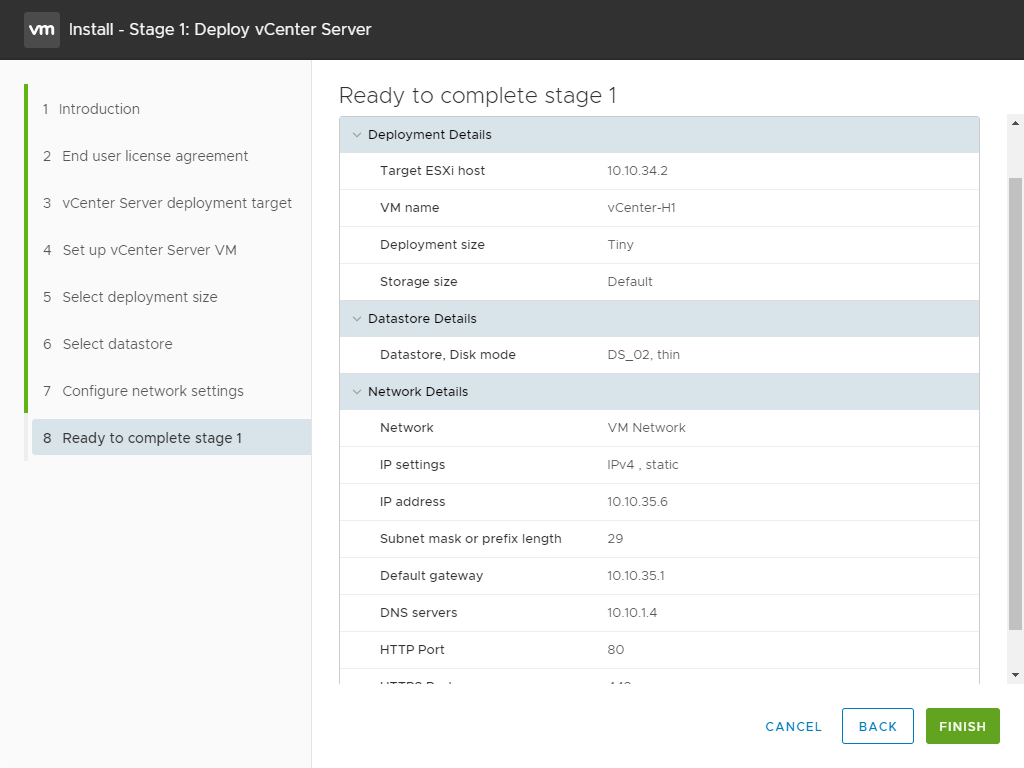 vm Install - Stage 1: Deploy vCenter Server
1 Introduction
2 End user license agreement
3 vCenter Server deployment target
4 Set up vCenter Server VM
5 Select deployment size
6 Select datastore
7 Configure network settings
8 Ready to complete stage 1
Ready to complete stage 1
Deployment Details
Target ESXi host 10.10.34.2
VM name vCenter-H1
Deployment size Tiny
Storage size Default
Datastore Details
Datastore, Disk mode DS_02, thin
Network Details
Network VM Network
IP settings IPv4 , static
IP address 10.10.35.6
Subnet mask or prefix length 29
Default gateway 10.10.35.1
DNS servers 10.10.1.4
HTTP Port 80
CANCEL BACK FINISH